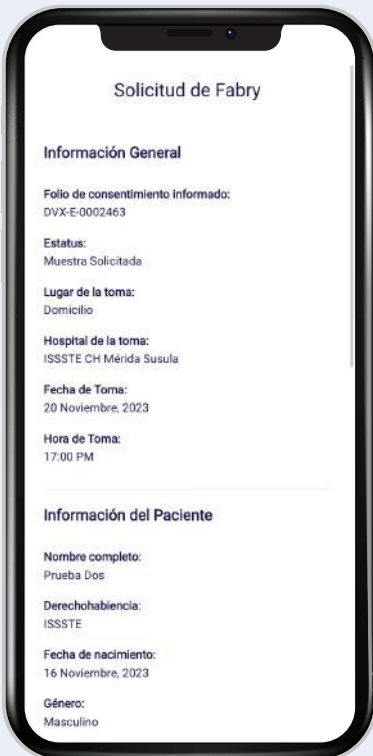 Solicitud de Fabry
Información General
Folio de consentimiento informado:
DVX-E-0002463
Estatus:
Muestra Solicitada
Lugar de la toma:
Domicilio
Hospital de la toma:
ISSSTE CH Mérida Susula
Fecha de Toma:
20 Noviembre, 2023
Hora de Toma:
17:00 PM
Información del Paciente
Nombre completo:
Prueba Dos
Derechohabiencia:
ISSSTE
Fecha de nacimiento:
16 Noviembre, 2023
Género:
Masculino